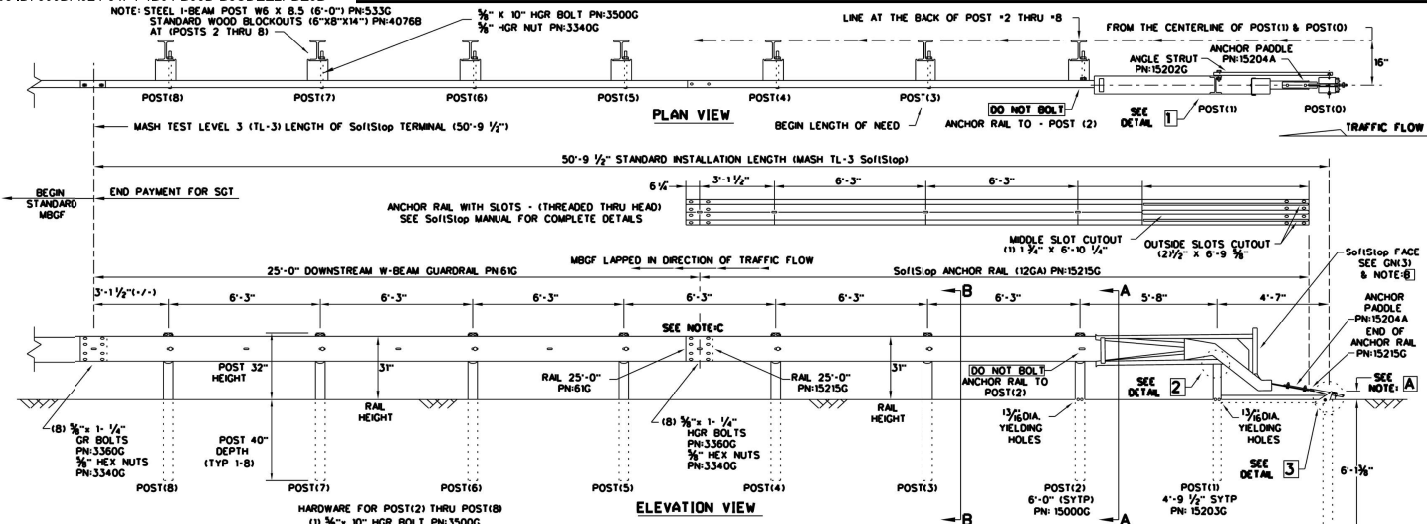 NOTE: STEEL I-BEAM POST W6 X 8.5 (6'-0") PN:533G
STANDARD WOOD BLOCKOUTS (6"X8"X14") PN:4076B
AT (POSTS 2 THRU 8)
⅝" X 10" HGR BOLT PN:3500G
⅝" HGR NUT PN:3340G
LINE AT THE BACK OF POST #2 THRU #8
FROM THE CENTERLINE OF POST(1) & POST(0)
ANCHOR PADDLE
PN:15204A
ANGLE STRUT
PN:15202G
16"
POST(8)
POST(7)
POST(6)
POST(5)
POST(4)
POST(3)
DO NOT BOLT
ANCHOR RAIL TO - POST (2)
SEE
DETAIL 1
POST(1)
POST(0)
PLAN VIEW
MASH TEST LEVEL 3 (TL-3) LENGTH OF SoftStop TERMINAL (50'-9 ½")
BEGIN LENGTH OF NEED
TRAFFIC FLOW
50'-9 ½" STANDARD INSTALLATION LENGTH (MASH TL-3 SoftStop)
BEGIN
STANDARD
MBGF
END PAYMENT FOR SGT
6 ¼"
3'-1 ½"
6'-3"
6'-3"
ANCHOR RAIL WITH SLOTS - (THREADED THRU HEAD)
SEE SoftStop MANUAL FOR COMPLETE DETAILS
MIDDLE SLOT CUTOUT
(1) 1 ¾" X 6'-10 ¼"
OUTSIDE SLOTS CUTOUT
(2) ½" X 6'-9 ⅝"
SoftStop FACE
SEE GN(3)
& NOTE: B
MBGF LAPPED IN DIRECTION OF TRAFFIC FLOW
25'-0" DOWNSTREAM W-BEAM GUARDRAIL PN:61G
SoftStop ANCHOR RAIL (12GA) PN:15215G
3'-1 ½"(+/-)
6'-3"
6'-3"
6'-3"
6'-3"
6'-3"
6'-3"
5'-8"
4'-7"
B
A
ANCHOR
PADDLE
PN:15204A
END OF
ANCHOR RAIL
PN:15215G
SEE NOTE:C
POST 32"
HEIGHT
31"
RAIL
HEIGHT
RAIL 25'-0"
PN:61G
RAIL 25'-0"
PN:15215G
31"
RAIL
HEIGHT
DO NOT BOLT
ANCHOR RAIL TO
POST(2)
SEE
DETAIL 2
SEE
NOTE: A
(8) ⅝"x 1- ¼"
GR BOLTS
PN:3360G
⅝" HEX NUTS
PN:3340G
POST 40"
DEPTH
(TYP 1-8)
(8) ⅝"x 1- ¼"
HGR BOLTS
PN:3360G
⅝" HEX NUTS
PN:3340G
13/16"DIA.
YIELDING
HOLES
13/16"DIA.
YIELDING
HOLES
SEE
DETAIL 3
6'-1⅜"
POST(8)
POST(7)
POST(6)
POST(5)
POST(4)
POST(3)
POST(2)
6'-0" (SYTP)
PN: 15000G
POST(1)
4'-9 ½" SYTP
PN: 15203G
HARDWARE FOR POST(2) THRU POST(8)
(1) ⅝"x 10" HGR BOLT PN:3500G
ELEVATION VIEW
B
A